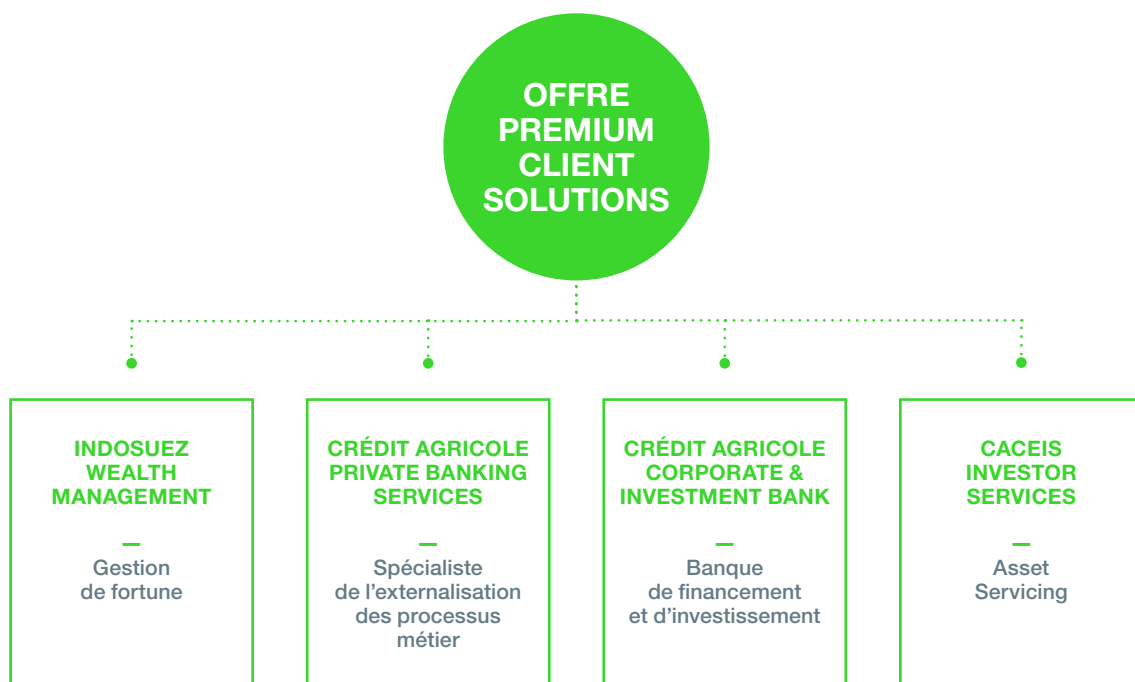 OFFRE
PREMIUM
CLIENT
SOLUTIONS
INDOSUEZ
WEALTH
MANAGEMENT
Gestion
de fortune
CRÉDIT AGRICOLE
PRIVATE BANKING
SERVICES
Spécialiste
de l’externalisation
des processus
métier
CRÉDIT AGRICOLE
CORPORATE &
INVESTMENT BANK
Banque
de financement
et d’investissement
CACEIS
INVESTOR
SERVICES
Asset
Servicing